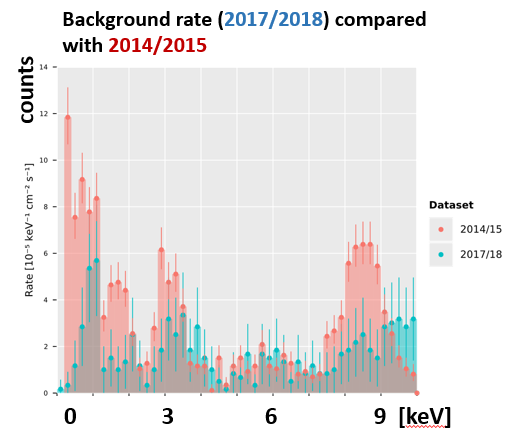 Background rate (2017/2018) compared
with 2014/2015
counts
Rate [10⁻⁵ keV⁻¹ cm⁻² s⁻¹]
14
12
10
8
6
4
2
0
0 3 6 9 [keV]
Dataset
2014/15
2017/18